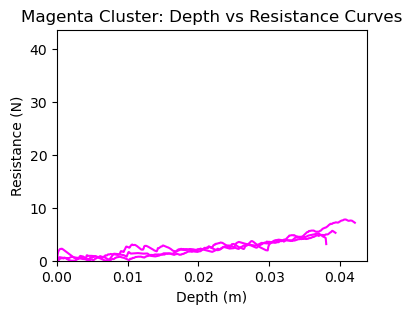 Magenta Cluster: Depth vs Resistance Curves
Resistance (N)
40
30
20
10
0
0.00 0.01 0.02 0.03 0.04
Depth (m)